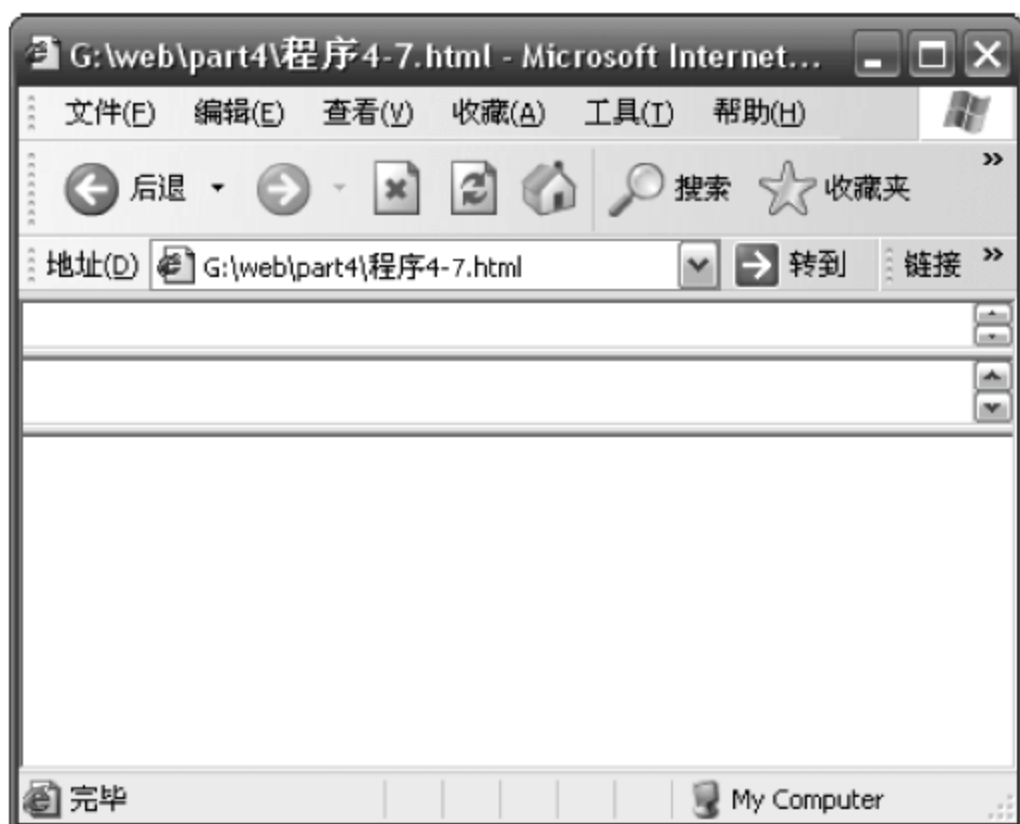 G:\web\part4\程序4-7.html - Microsoft Internet...
文件(F) 编辑(E) 查看(V) 收藏(A) 工具(T) 帮助(H)
后退 搜索 收藏夹 »
地址(D) G:\web\part4\程序4-7.html 转到 链接 »
完毕 My Computer